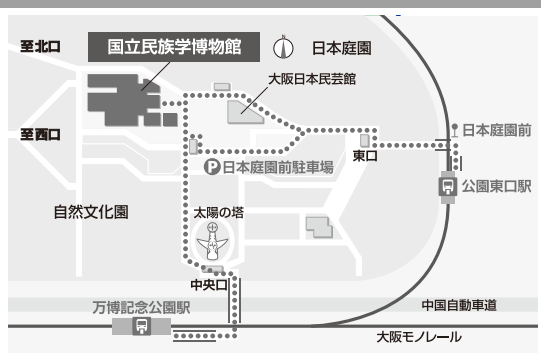 至北口
国立民族学博物館
日本庭園
大阪日本民芸館
至西口
日本庭園前
東口
P日本庭園前駐車場
公園東口駅
自然文化園
太陽の塔
中央口
万博記念公園駅
中国自動車道
大阪モノレール